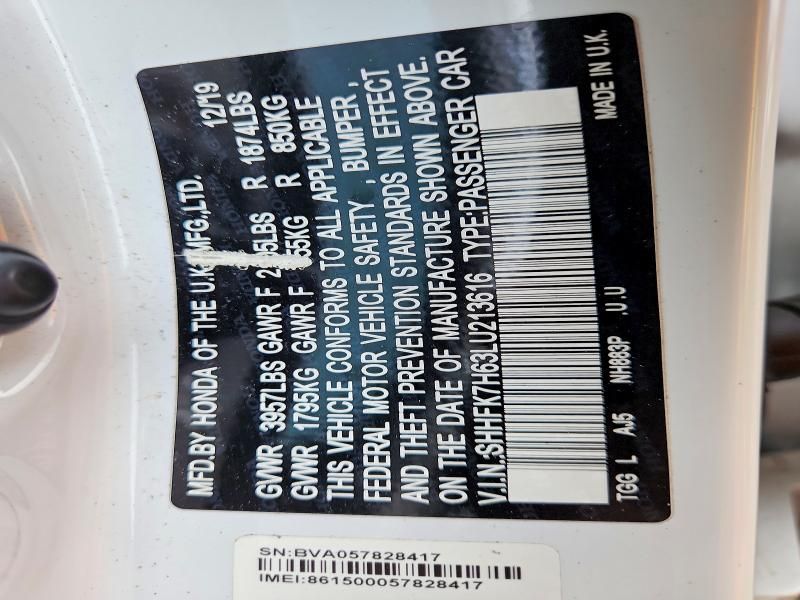 MFD.BY HONDA OF THE U.K. MFG.,LTD. 12/19
GVWR 3957LBS GAWR F LBS R 1874LBS
GVWR 1795KG GAWR F KG R 850KG
THIS VEHICLE CONFORMS TO ALL APPLICABLE
FEDERAL MOTOR VEHICLE SAFETY , BUMPER ,
AND THEFT PREVENTION STANDARDS IN EFFECT
ON THE DATE OF MANUFACTURE SHOWN ABOVE.
V.I.N.:SHHFK7H63LU213616 TYPE:PASSENGER CAR
TGG L AJ5 NH883P .U .U MADE IN U.K.
SN:BVA057828417
IMEI:861500057828417